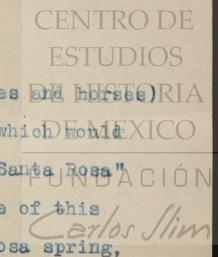 CENTRO DE
ESTUDIOS
DE HISTORIA
DE MEXICO
FUNDACIÓN
Carlos Slim
es and horses)
which would
Santa Rosa"
e of this
osa spring,